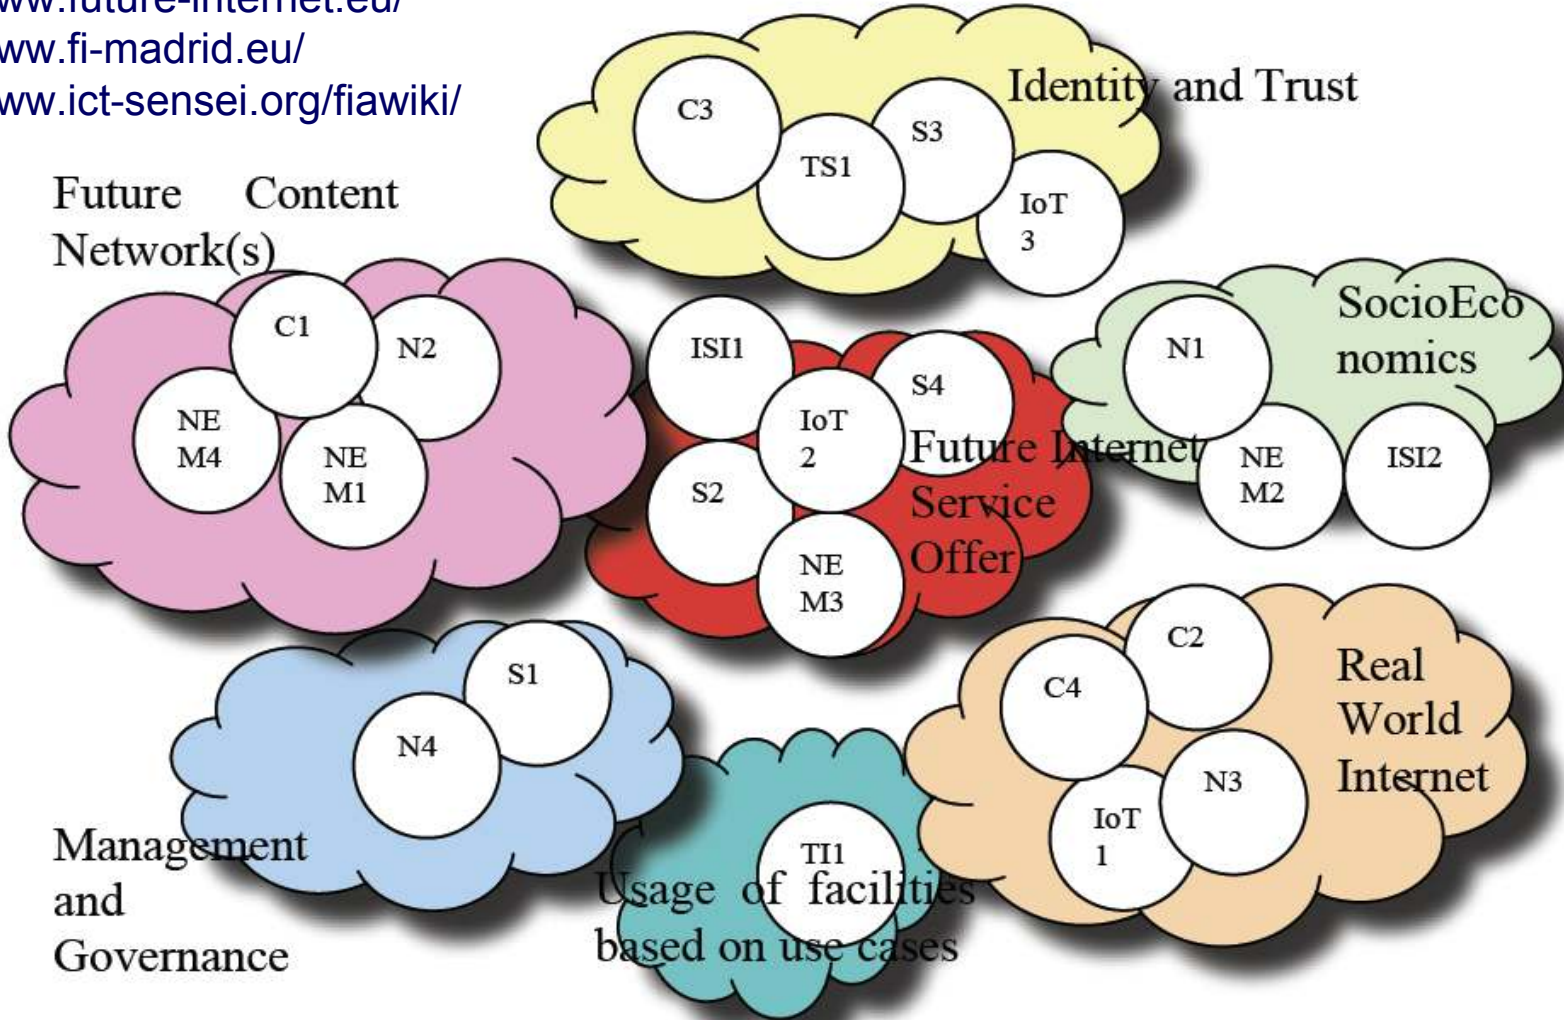 ww.future-internet.eu/
ww.fi-madrid.eu/
ww.ict-sensei.org/fiawiki/
Identity and Trust
C3
TS1
S3
IoT
3
Future Content
Network(s)
C1
N2
NE
M4
NE
M1
ISI1
IoT
2
S4
S2
NE
M3
Future Internet
Service
Offer
SocioEco
nomics
N1
NE
M2
ISI2
S1
N4
Management
and
Governance
TI1
Usage of facilities
based on use cases
C2
C4
N3
IoT
1
Real
World
Internet